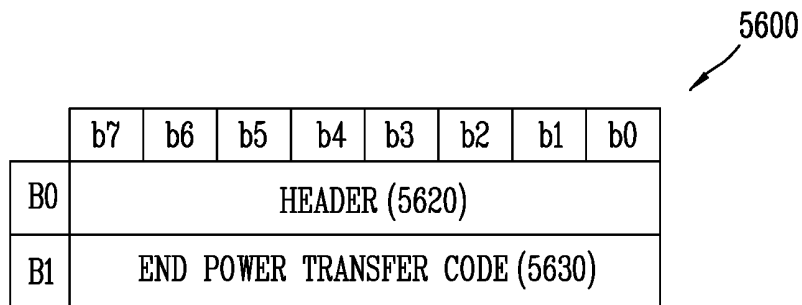 5600
b7 b6 b5 b4 b3 b2 b1 b0
B0 HEADER (5620)
B1 END POWER TRANSFER CODE (5630)